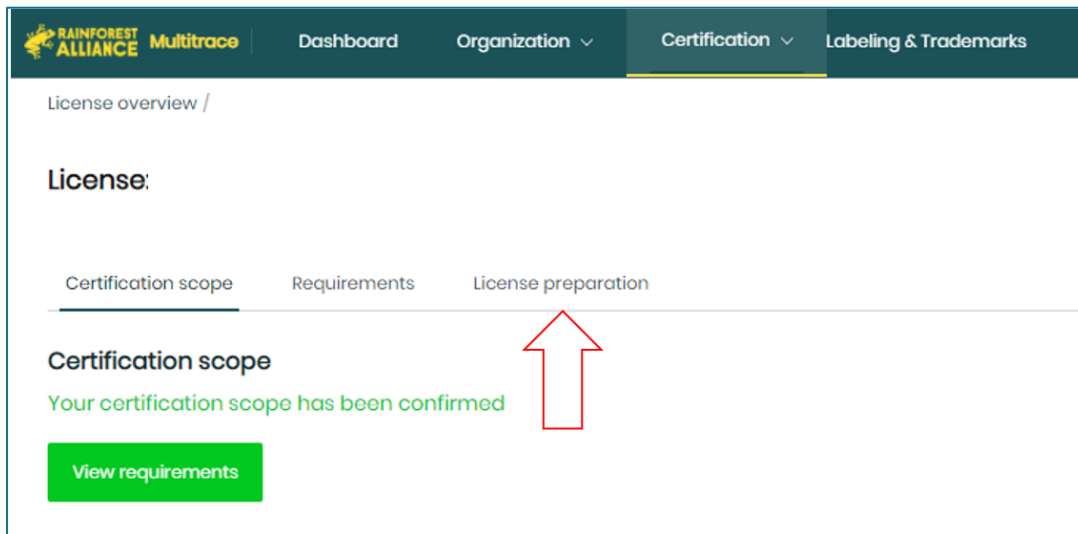 RAINFOREST
ALLIANCE Multitrace Dashboard Organization Certification Labeling & Trademarks
License overview /
License:
Certification scope Requirements License preparation
Certification scope
Your certification scope has been confirmed
View requirements